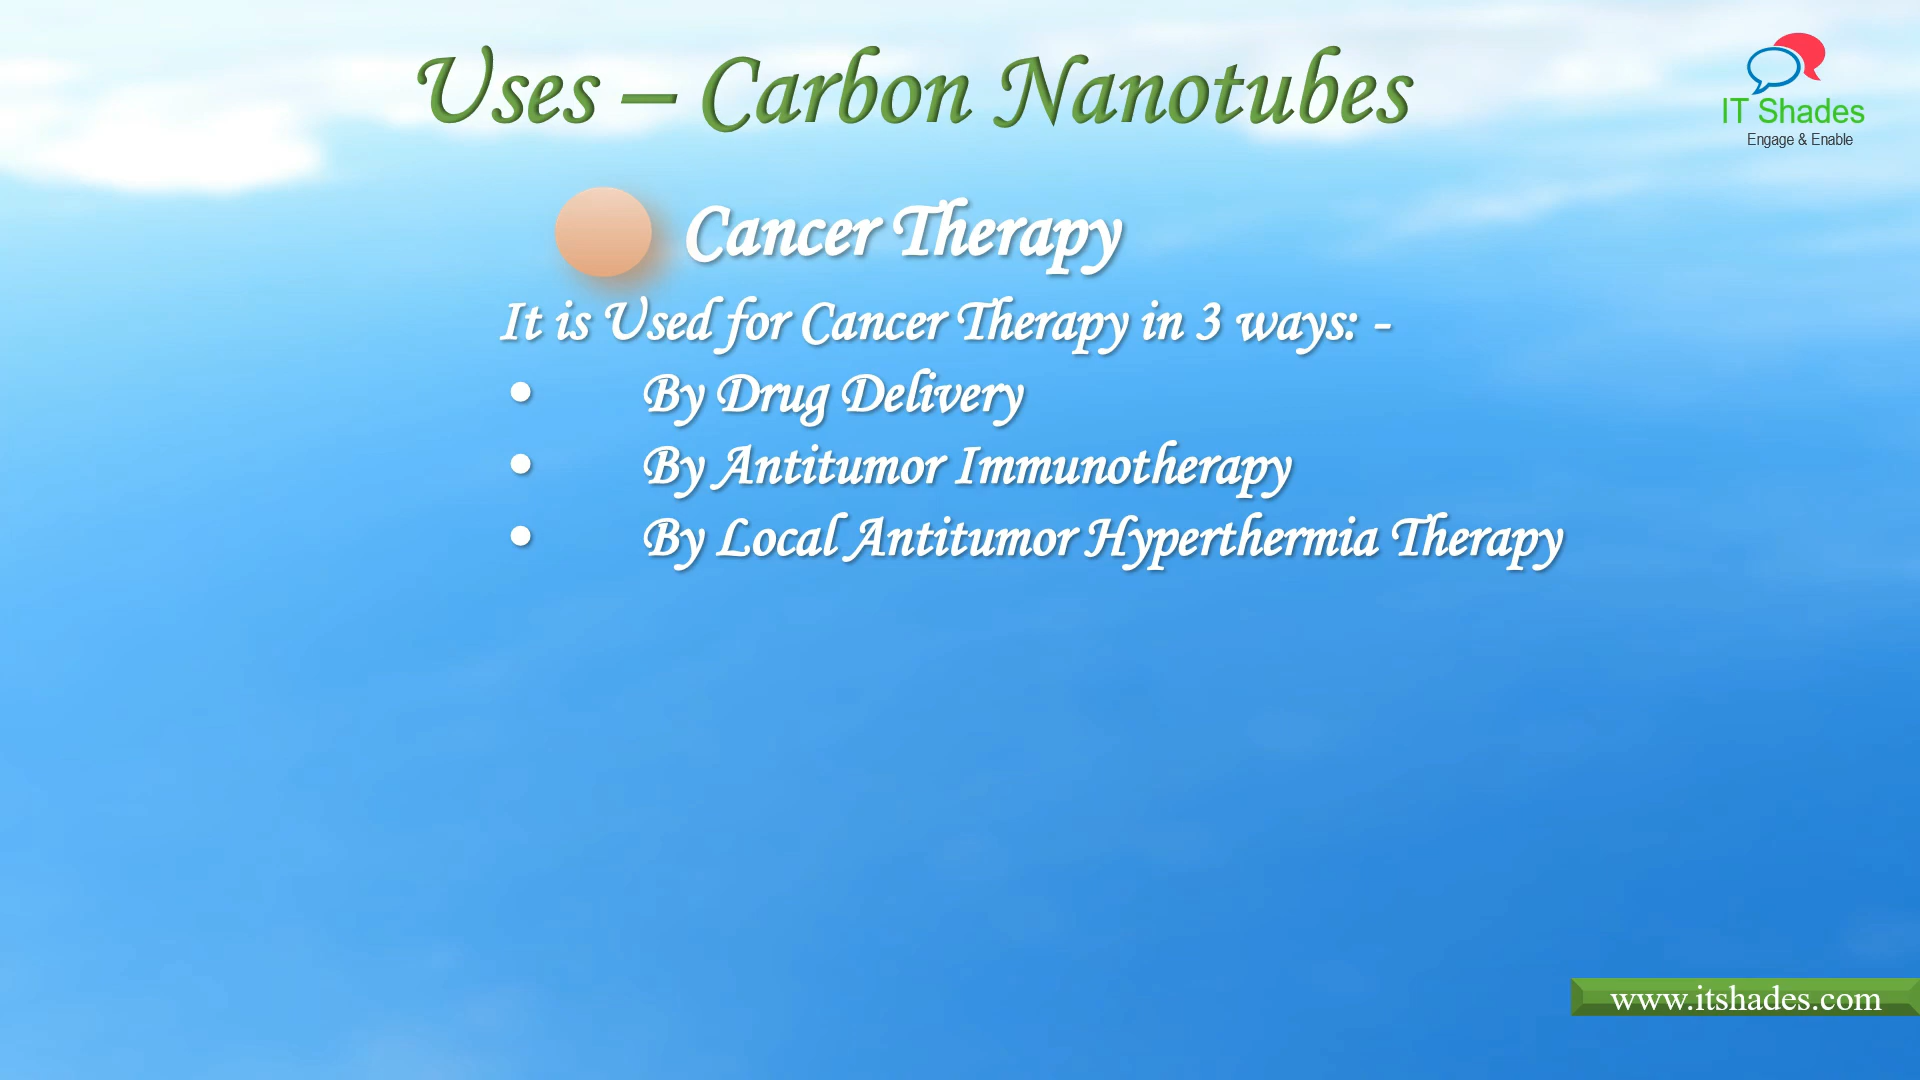 Uses – Carbon Nanotubes
IT Shades
Engage & Enable
Cancer Therapy
It is Used for Cancer Therapy in 3 ways: -
• By Drug Delivery
• By Antitumor Immunotherapy
• By Local Antitumor Hyperthermia Therapy
www.itshades.com